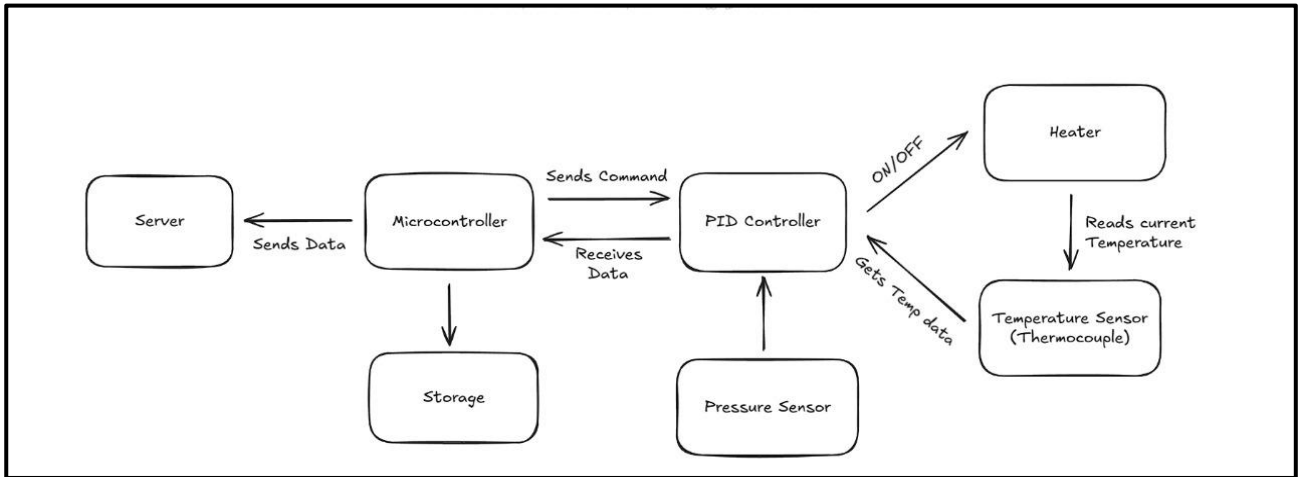 Server
Sends Data
Microcontroller
Sends Command
Receives
Data
Storage
PID Controller
Pressure Sensor
ON/OFF
Gets Temp data
Heater
Reads current
Temperature
Temperature Sensor
(Thermocouple)